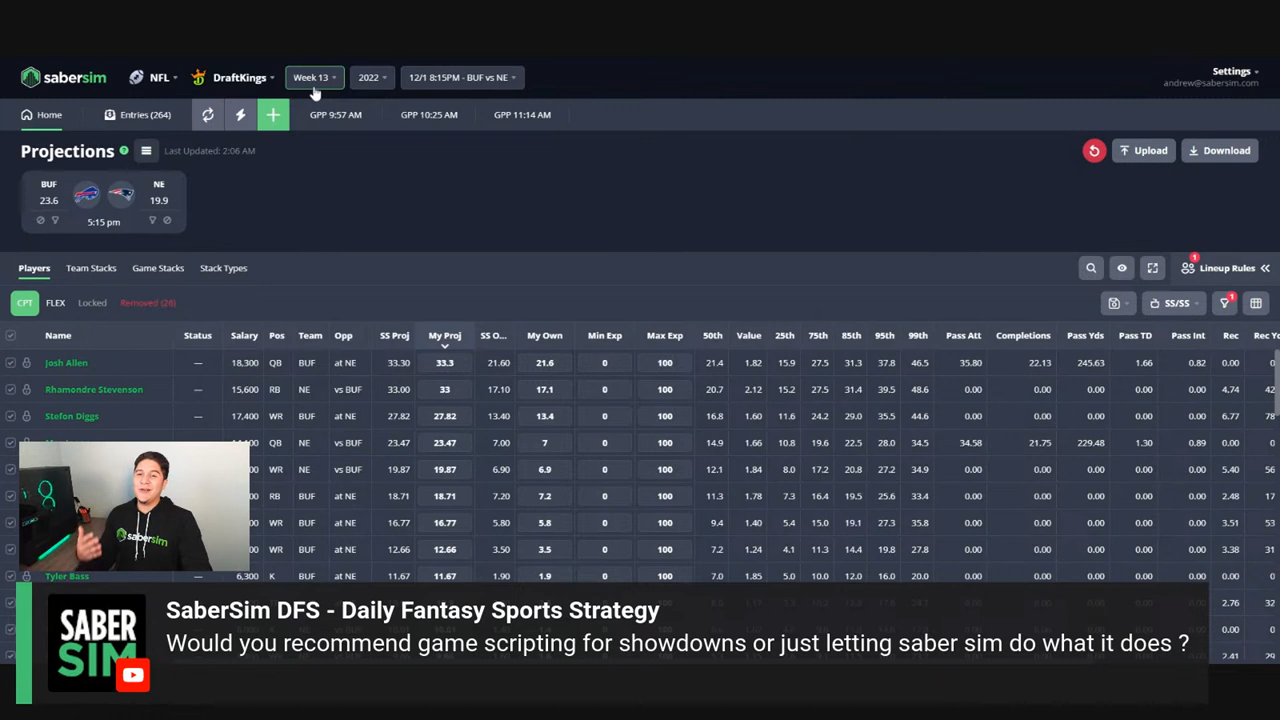 sabersim NFL DraftKings Week 13 2022 12/1 8:15PM - BUF vs NE Settings
andrew@sabersim.com
Home Entries (264) GPP 9:57 AM GPP 10:25 AM GPP 11:14 AM
Projections ? Last Updated: 2:06 AM Upload Download
BUF NE
23.6 19.9
5:15 pm
Players Team Stacks Game Stacks Stack Types 1 Lineup Rules
CPT FLEX Locked Removed (26) SS/SS 1
Name Status Salary Pos Team Opp SS Proj My Proj SS O... My Own Min Exp Max Exp 50th Value 25th 75th 85th 95th 99th Pass Att Completions Pass Yds Pass TD Pass Int Rec Rec Y
Josh Allen — 18,300 QB BUF at NE 33.30 33.3 21.60 21.6 0 100 21.4 1.82 15.9 27.5 31.3 37.8 46.5 35.80 22.13 245.63 1.66 0.82 0.00 0
Rhamondre Stevenson — 15,600 RB NE vs BUF 33.00 33 17.10 17.1 0 100 20.7 2.12 15.2 27.5 31.4 39.5 48.6 0.00 0.00 0.00 0.00 0.00 4.74 42
Stefon Diggs — 17,400 WR BUF at NE 27.82 27.82 13.40 13.4 0 100 16.8 1.60 11.6 24.2 29.0 35.5 44.6 0.00 0.00 0.00 0.00 0.00 6.77 78
QB NE vs BUF 23.47 23.47 7.00 7 0 100 14.9 1.66 10.8 19.6 22.5 28.0 34.5 34.58 21.75 229.48 1.30 0.89 0.00 0
WR NE vs BUF 19.87 19.87 6.90 6.9 0 100 12.1 1.84 8.0 17.2 20.8 27.2 34.9 0.00 0.00 0.00 0.00 0.00 5.40 56
RB BUF at NE 18.71 18.71 7.20 7.2 0 100 11.3 1.78 7.3 16.4 19.5 25.6 33.4 0.00 0.00 0.00 0.00 0.00 2.48 17
WR BUF at NE 16.77 16.77 5.80 5.8 0 100 9.4 1.40 5.4 15.0 19.1 27.3 35.8 0.00 0.00 0.00 0.00 0.00 3.51 53
WR BUF at NE 12.66 12.66 3.50 3.5 0 100 7.2 1.24 4.1 11.3 14.4 19.8 27.8 0.00 0.00 0.00 0.00 0.00 3.38 38
Tyler Bass 6,300 K BUF at NE 11.67 11.67 1.90 1.9 0 100 7.0 1.85 5.0 10.0 12.0 16.0 20.0 0.00 0.00 0.00 0.00 0.00 0.00 0
2.76 32
0.00 0
2.41 29
sabersim
SABER
SIM
SaberSim DFS - Daily Fantasy Sports Strategy
Would you recommend game scripting for showdowns or just letting saber sim do what it does ?